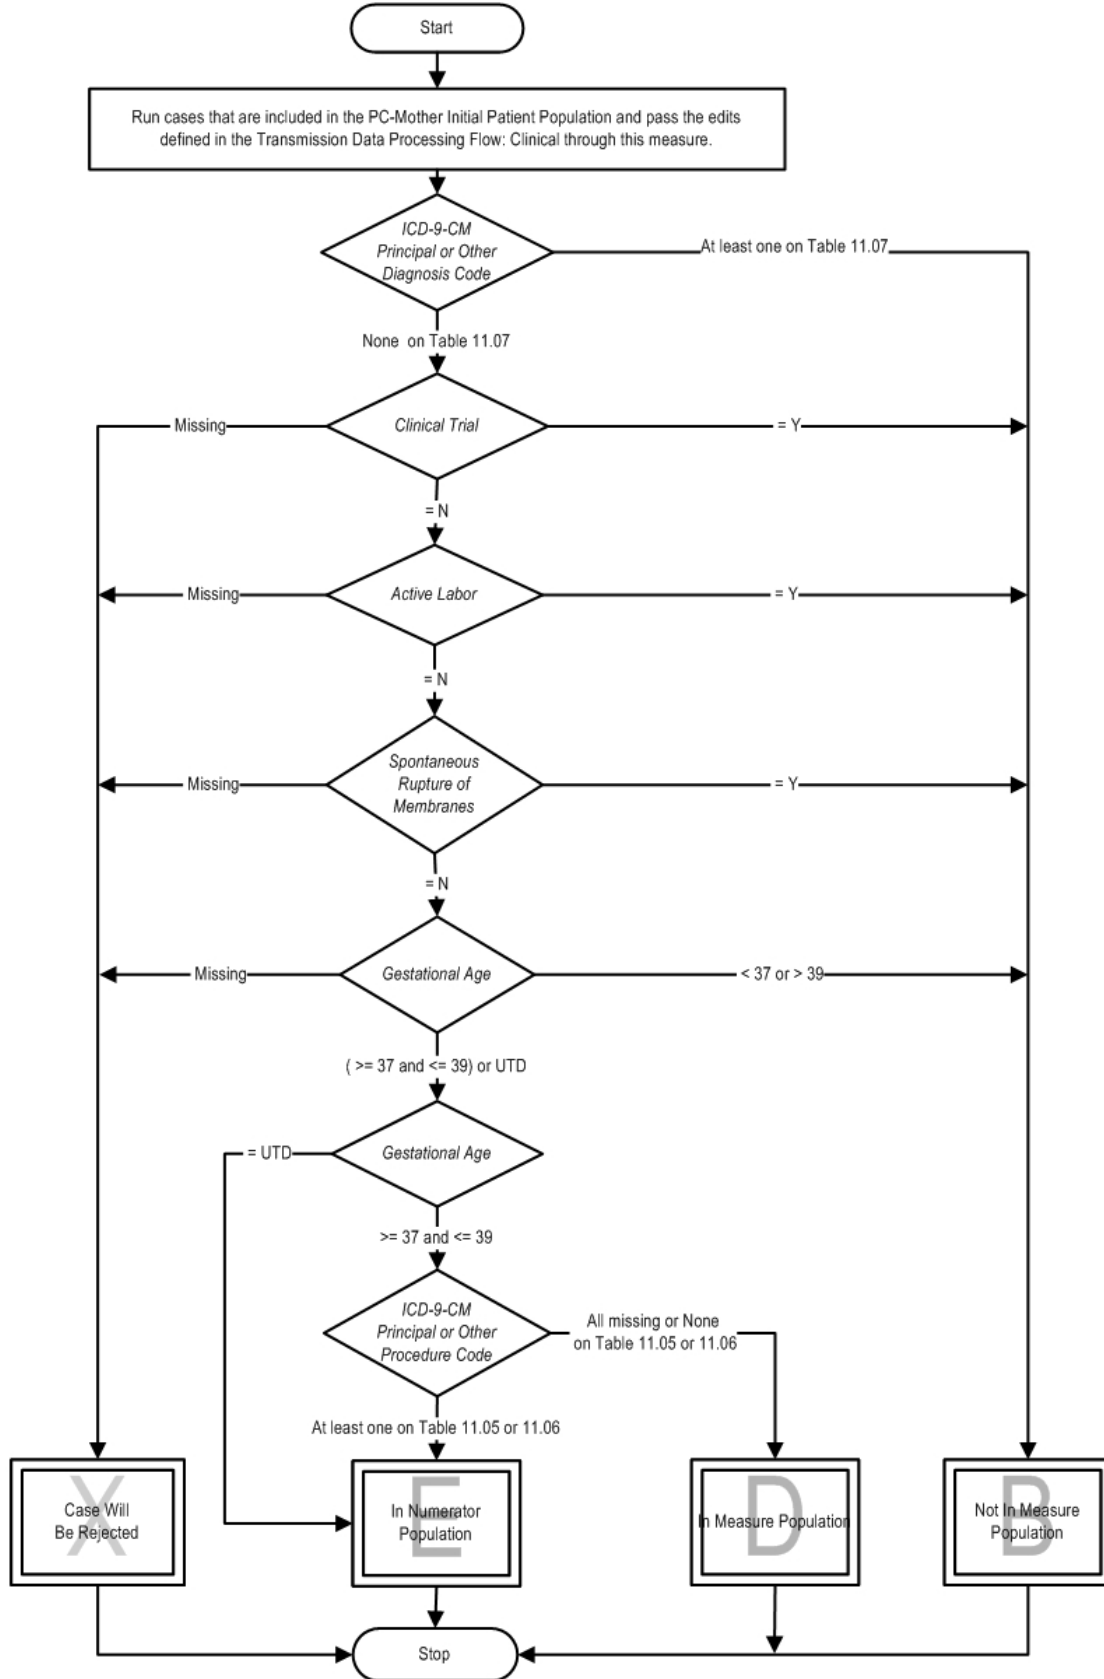 Start
Run cases that are included in the PC-Mother Initial Patient Population and pass the edits
defined in the Transmission Data Processing Flow: Clinical through this measure.
ICD-9-CM
Principal or Other
Diagnosis Code
At least one on Table 11.07
None on Table 11.07
Missing
Clinical Trial
= Y
= N
Missing
Active Labor
= Y
= N
Missing
Spontaneous
Rupture of
Membranes
= Y
= N
Missing
Gestational Age
< 37 or > 39
( >= 37 and <= 39) or UTD
= UTD
Gestational Age
>= 37 and <= 39
ICD-9-CM
Principal or Other
Procedure Code
All missing or None
on Table 11.05 or 11.06
At least one on Table 11.05 or 11.06
X
Case Will
Be Rejected
E
In Numerator
Population
D
In Measure Population
B
Not In Measure
Population
Stop